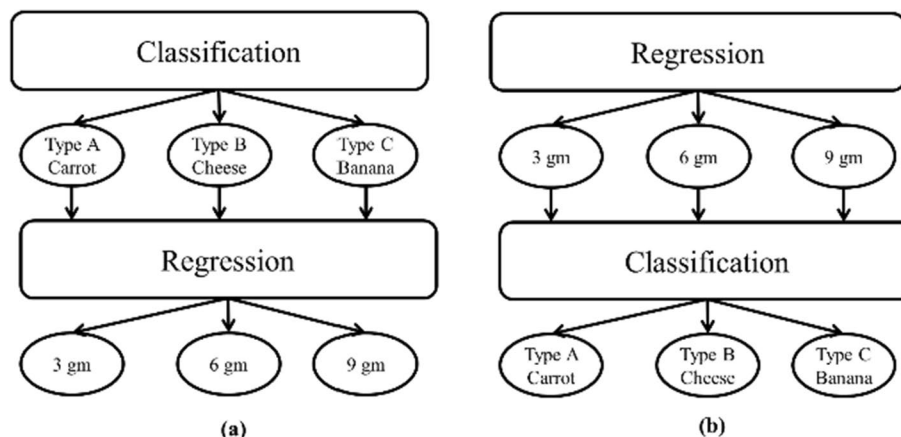 Classification
Type A
Carrot
Type B
Cheese
Type C
Banana
Regression
3 gm
6 gm
9 gm
(a)
Regression
3 gm
6 gm
9 gm
Classification
Type A
Carrot
Type B
Cheese
Type C
Banana
(b)